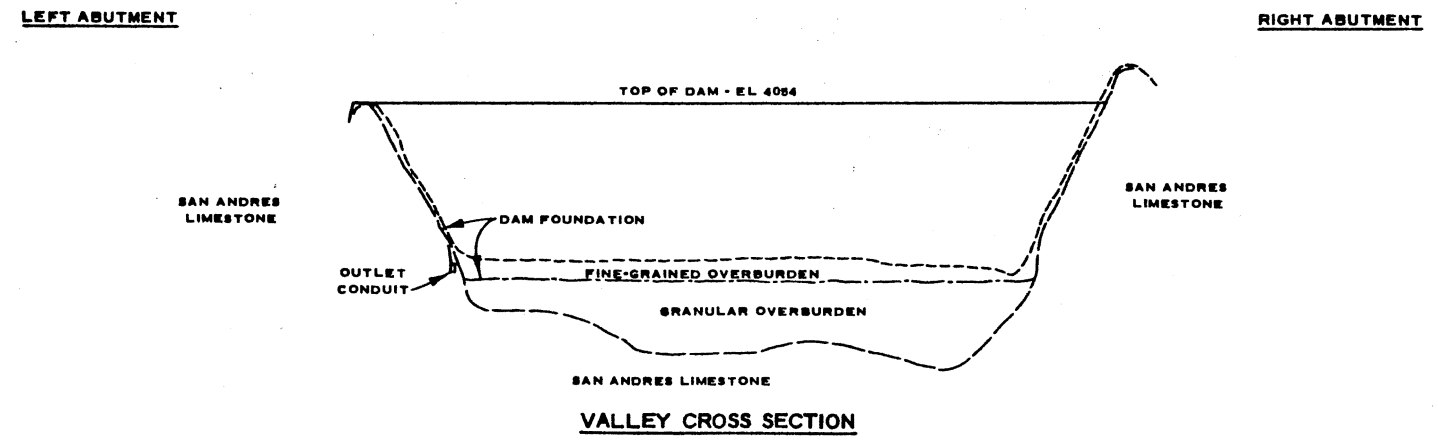 LEFT ABUTMENT
RIGHT ABUTMENT
TOP OF DAM - EL 4054
SAN ANDRES
LIMESTONE
SAN ANDRES
LIMESTONE
DAM FOUNDATION
OUTLET
CONDUIT
FINE-GRAINED OVERBURDEN
GRANULAR OVERBURDEN
SAN ANDRES LIMESTONE
VALLEY CROSS SECTION